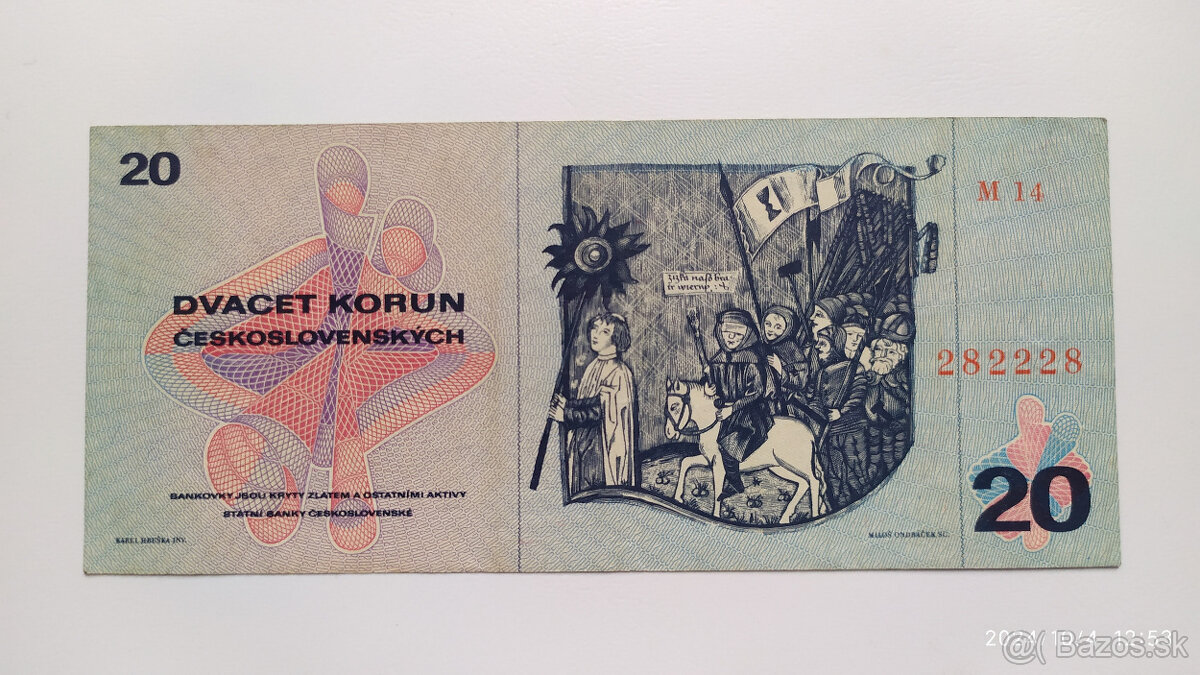 20
DVACET KORUN
ČESKOSLOVENSKÝCH
BANKOVKY JSOU KRYTY ZLATEM A OSTATNÍMI AKTIVY
STÁTNÍ BANKY ČESKOSLOVENSKÉ
KAREL HRUŠKA INV.
M 14
282228
20
MILOŠ ONDRÁČEK SC.
@( Bazos.sk